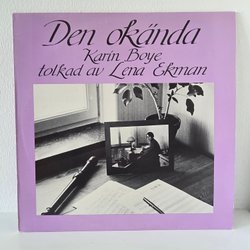 Den okända
Karin Boye
tolkad av Lena Ekman